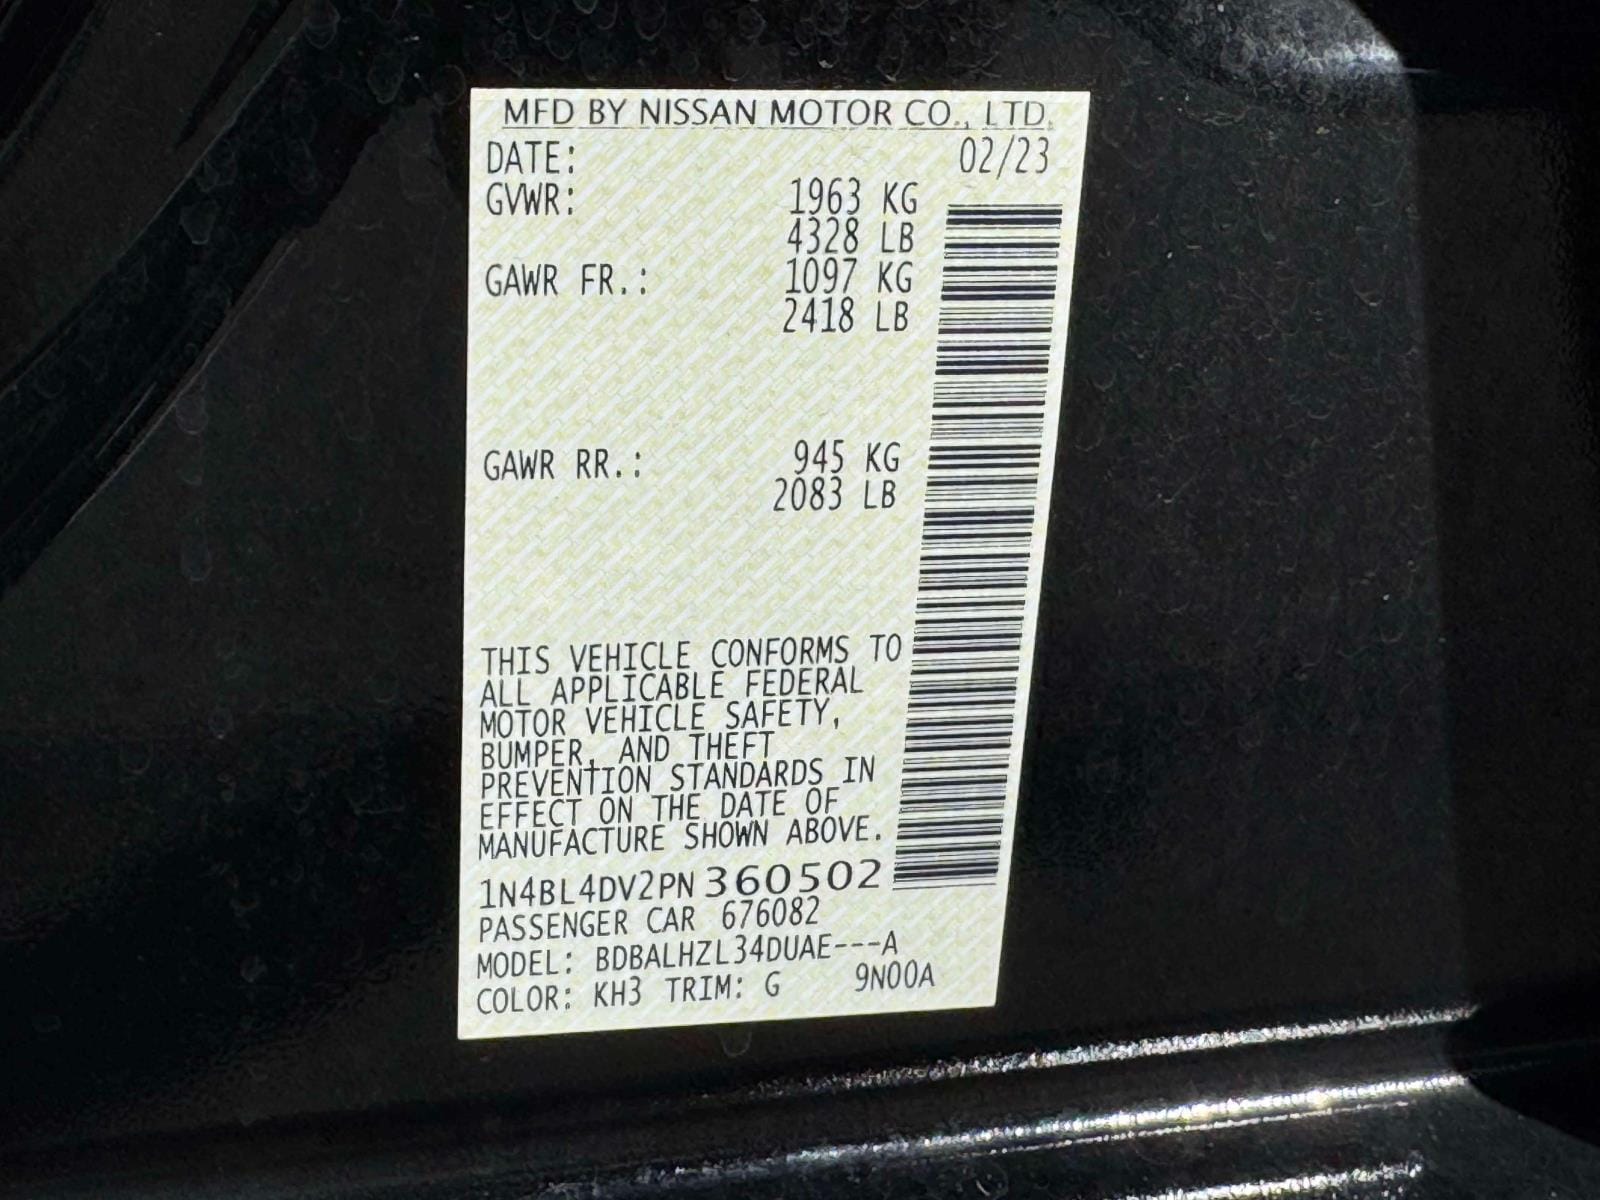 MFD BY NISSAN MOTOR CO., LTD.
DATE: 02/23
GVWR: 1963 KG
4328 LB
GAWR FR.: 1097 KG
2418 LB
GAWR RR.: 945 KG
2083 LB
THIS VEHICLE CONFORMS TO
ALL APPLICABLE FEDERAL
MOTOR VEHICLE SAFETY,
BUMPER, AND THEFT
PREVENTION STANDARDS IN
EFFECT ON THE DATE OF
MANUFACTURE SHOWN ABOVE.
1N4BL4DV2PN360502
PASSENGER CAR 676082
MODEL: BDBALHZL34DUAE---A
COLOR: KH3 TRIM: G 9N00A